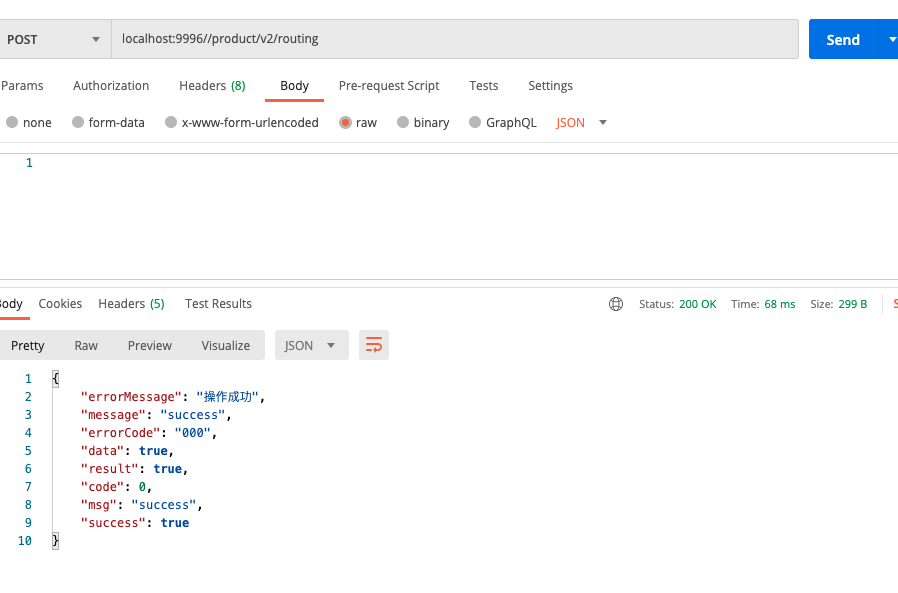 POST localhost:9996//product/v2/routing Send
Params Authorization Headers (8) Body Pre-request Script Tests Settings
none form-data x-www-form-urlencoded raw binary GraphQL JSON
1
Body Cookies Headers (5) Test Results Status: 200 OK Time: 68 ms Size: 299 B S
Pretty Raw Preview Visualize JSON
1 {
2 "errorMessage": "操作成功",
3 "message": "success",
4 "errorCode": "000",
5 "data": true,
6 "result": true,
7 "code": 0,
8 "msg": "success",
9 "success": true
10 }